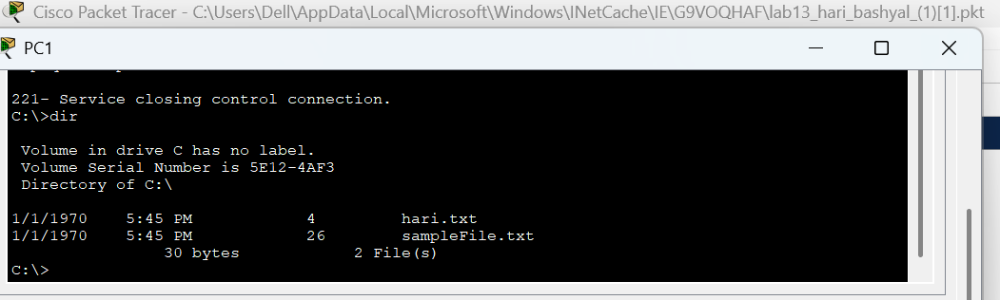 Cisco Packet Tracer - C:\Users\Dell\AppData\Local\Microsoft\Windows\INetCache\IE\G9VOQHAF\lab13_hari_bashyal_(1)[1].pkt
PC1
221- Service closing control connection.
C:\>dir
Volume in drive C has no label.
Volume Serial Number is 5E12-4AF3
Directory of C:\
1/1/1970 5:45 PM 4 hari.txt
1/1/1970 5:45 PM 26 sampleFile.txt
30 bytes 2 File(s)
C:\>